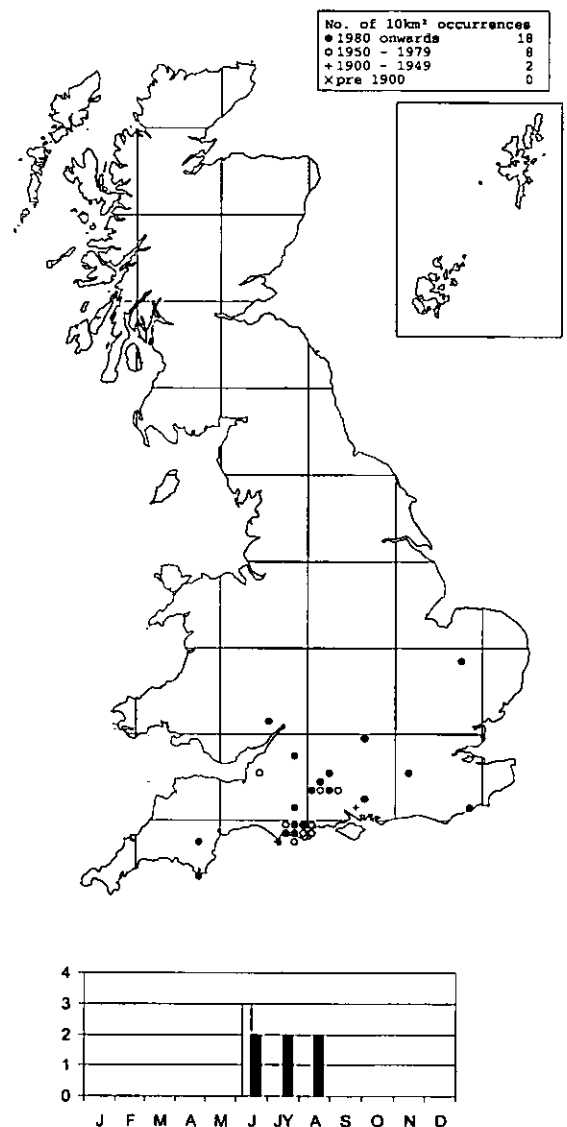 No. of 10km² occurrences
● 1980 onwards 18
○ 1950 - 1979 8
+ 1900 - 1949 2
× pre 1900 0
4
3
2
1
0
J F M A M J JY A S O N D